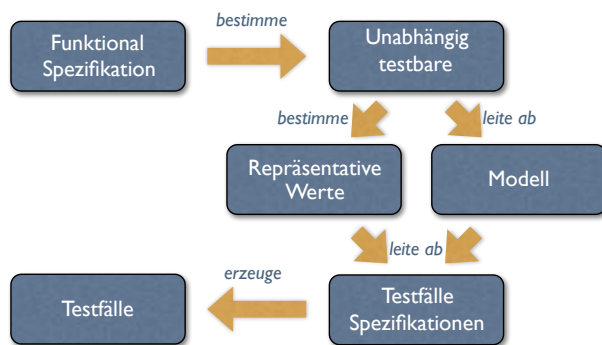 bestimme
Funktional
Spezifikation
Unabhängig
testbare
bestimme
leite ab
Repräsentative
Werte
Modell
leite ab
erzeuge
Testfälle
Testfälle
Spezifikationen